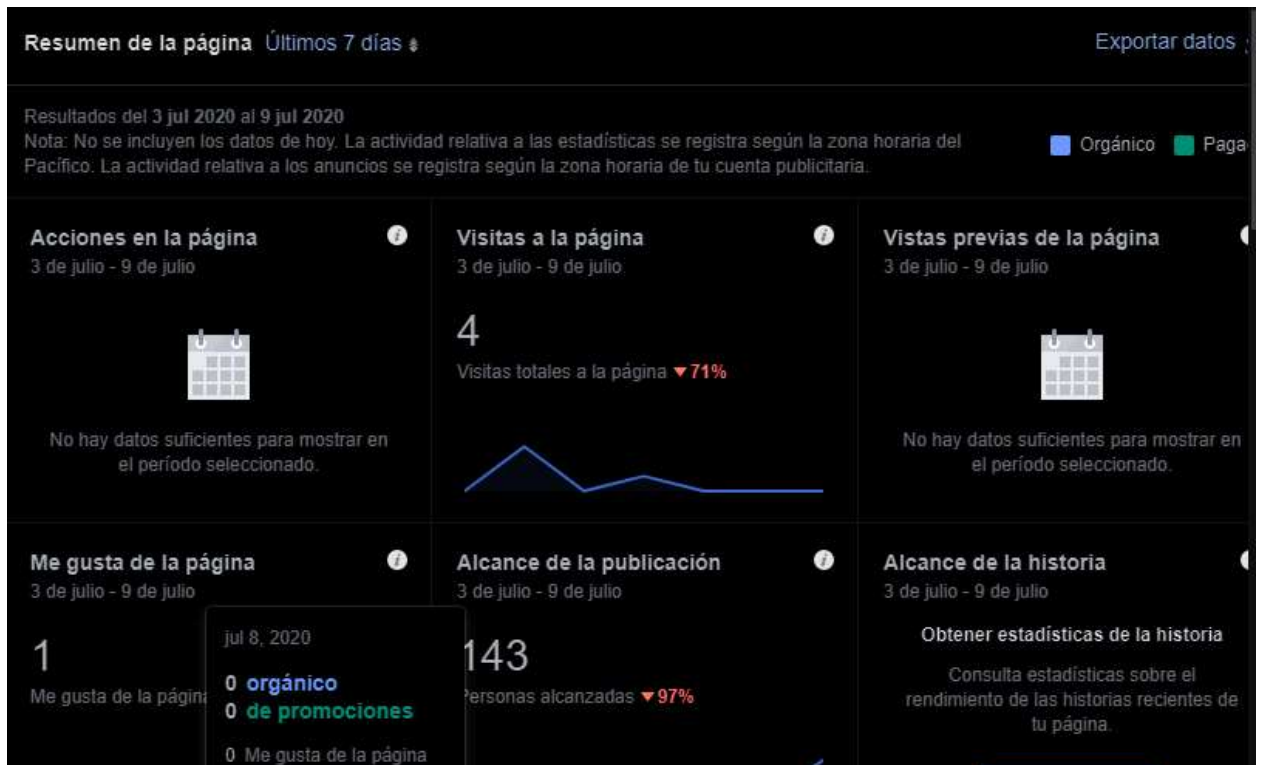 Resumen de la página Últimos 7 días
Exportar datos
Resultados del 3 jul 2020 al 9 jul 2020
Nota: No se incluyen los datos de hoy. La actividad relativa a las estadísticas se registra según la zona horaria del
Pacífico. La actividad relativa a los anuncios se registra según la zona horaria de tu cuenta publicitaria.
Orgánico Paga
Acciones en la página
3 de julio - 9 de julio
No hay datos suficientes para mostrar en
el período seleccionado.
Visitas a la página
3 de julio - 9 de julio
4
Visitas totales a la página ▼71%
Vistas previas de la página
3 de julio - 9 de julio
No hay datos suficientes para mostrar en
el período seleccionado.
Me gusta de la página
3 de julio - 9 de julio
1
Me gusta de la página
jul 8, 2020
0 orgánico
0 de promociones
0 Me gusta de la página
Alcance de la publicación
3 de julio - 9 de julio
143
Personas alcanzadas ▼97%
Alcance de la historia
3 de julio - 9 de julio
Obtener estadísticas de la historia
Consulta estadísticas sobre el
rendimiento de las historias recientes de
tu página.